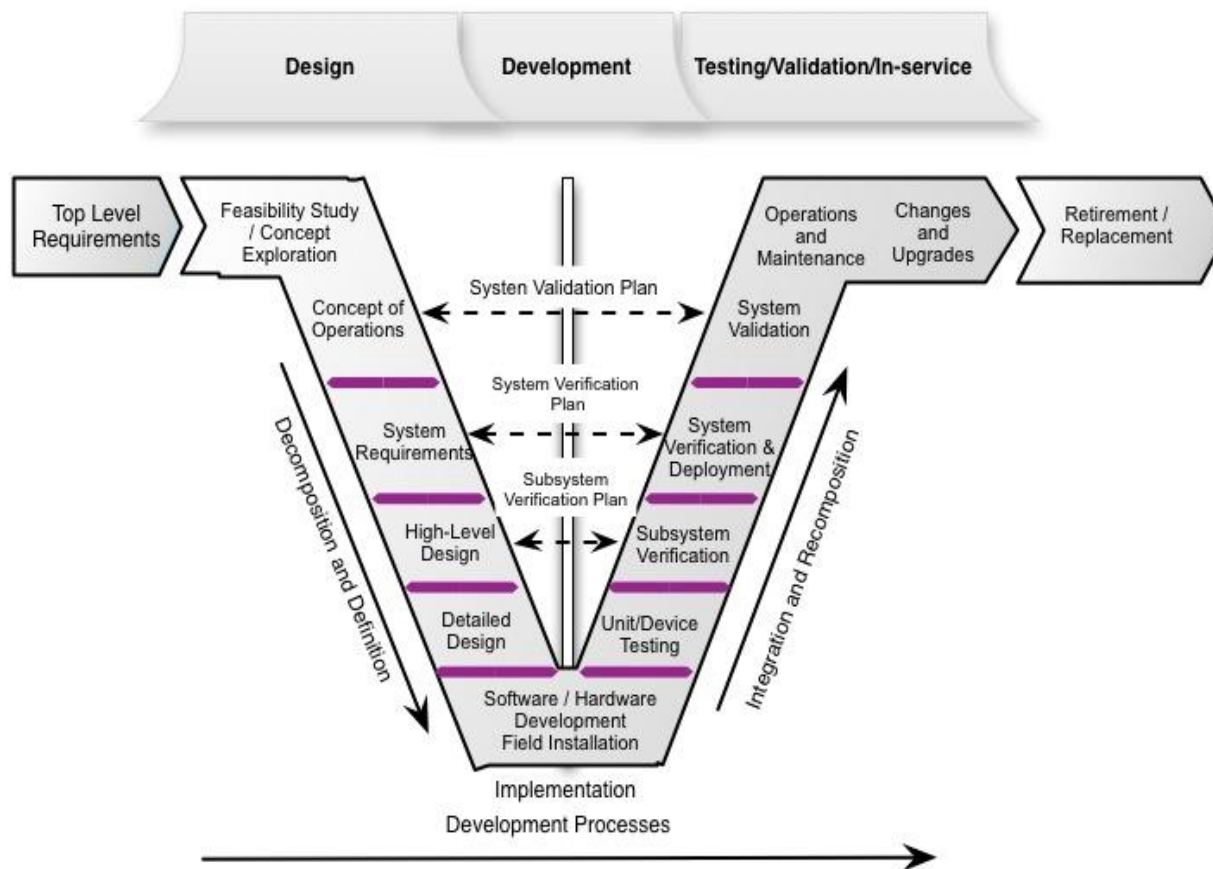 Design
Development
Testing/Validation/In-service
Top Level
Requirements
Feasibility Study
/ Concept
Exploration
Operations
and
Maintenance
Changes
and
Upgrades
Retirement /
Replacement
Systen Validation Plan
Concept of
Operations
System
Validation
System Verification
Plan
System
Requirements
System
Verification &
Deployment
Subsystem
Verification Plan
High-Level
Design
Subsystem
Verification
Detailed
Design
Unit/Device
Testing
Decomposition and Definition
Integration and Recomposition
Software / Hardware
Development
Field Installation
Implementation
Development Processes